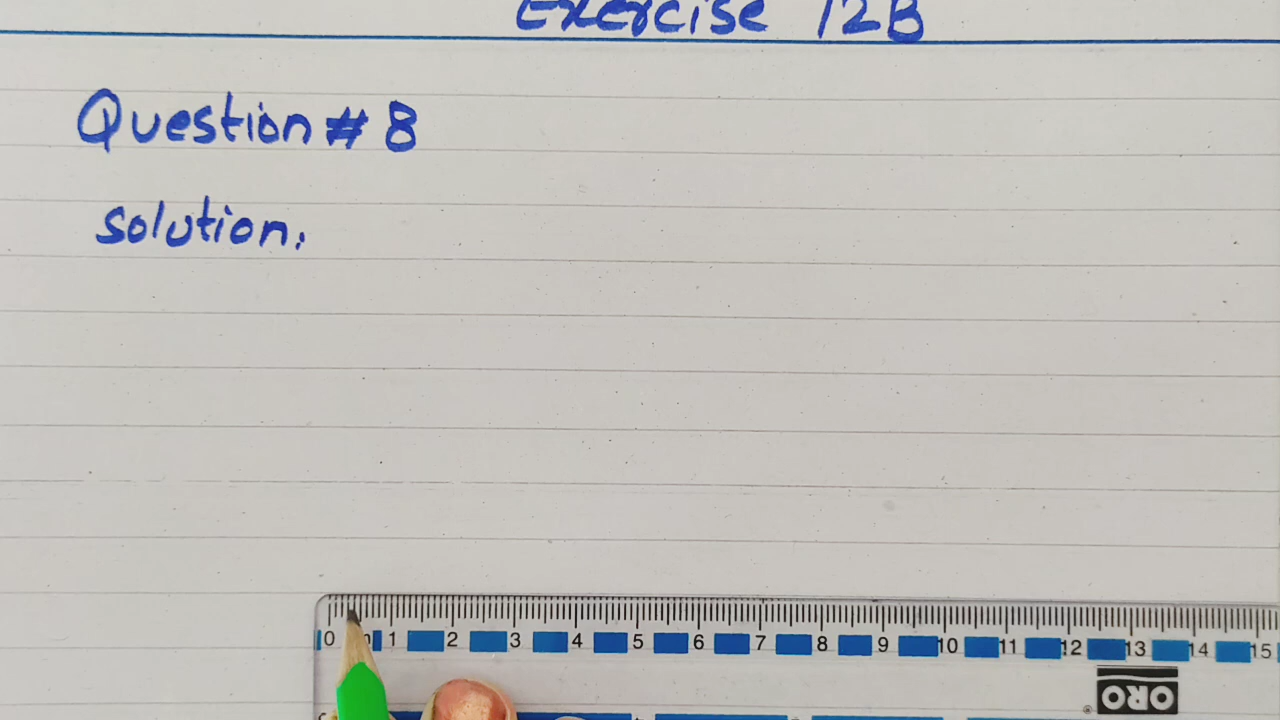 Exercise 12B
Question # 8
Solution.
0 1 2 3 4 5 6 7 8 9 10 11 12 13 14 15
ORO